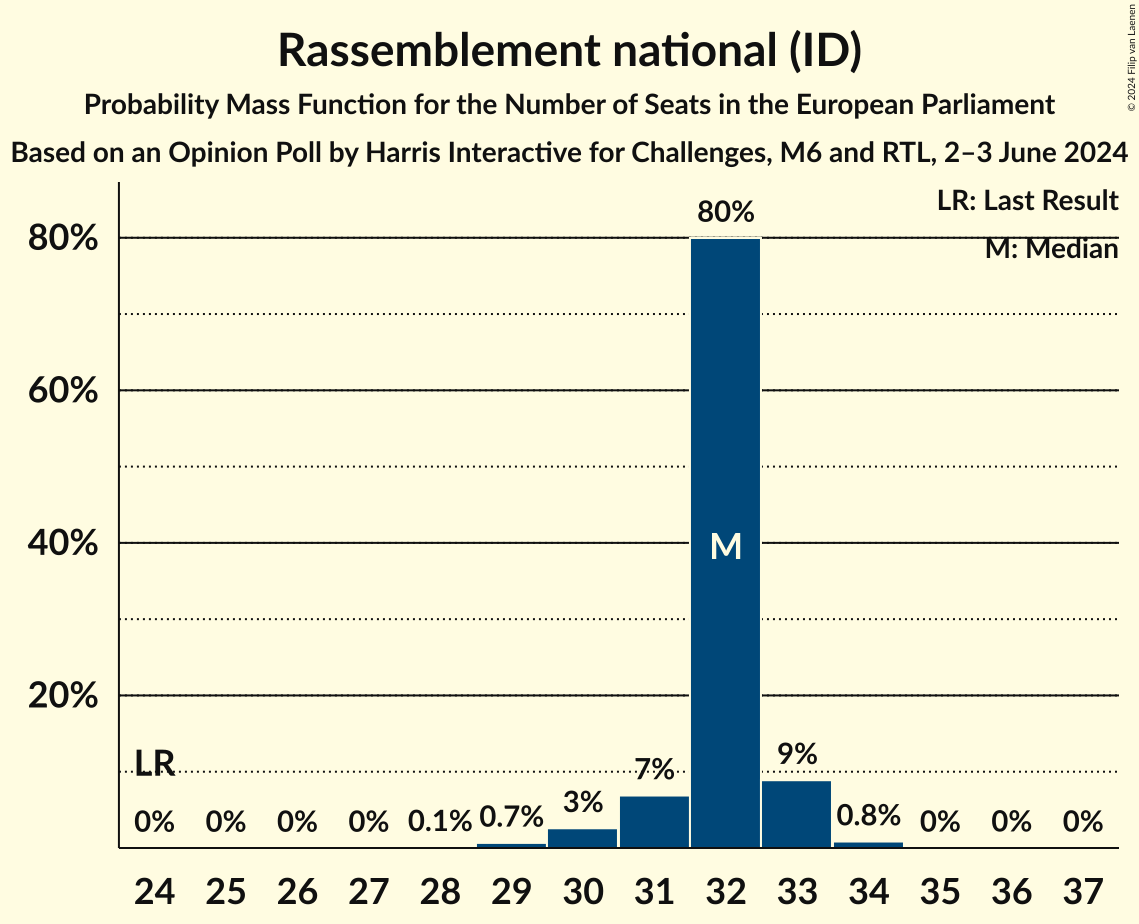 Rassemblement national (ID)
Probability Mass Function for the Number of Seats in the European Parliament
Based on an Opinion Poll by Harris Interactive for Challenges, M6 and RTL, 2–3 June 2024
© 2024 Filip van Laenen
LR: Last Result
M: Median
80%
60%
40%
20%
80%
M
LR
0% 0% 0% 0% 0.1% 0.7% 3% 7% 9% 0.8% 0% 0% 0%
24 25 26 27 28 29 30 31 32 33 34 35 36 37